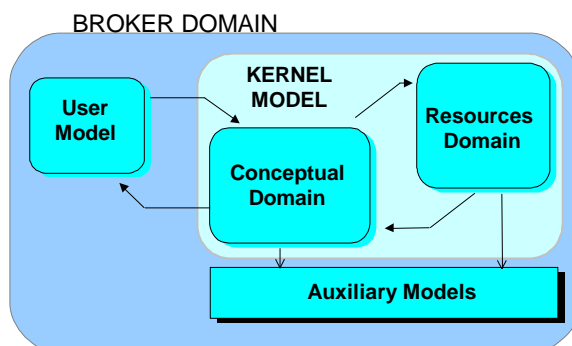 BROKER DOMAIN
KERNEL
MODEL
User
Model
Resources
Domain
Conceptual
Domain
Auxiliary Models